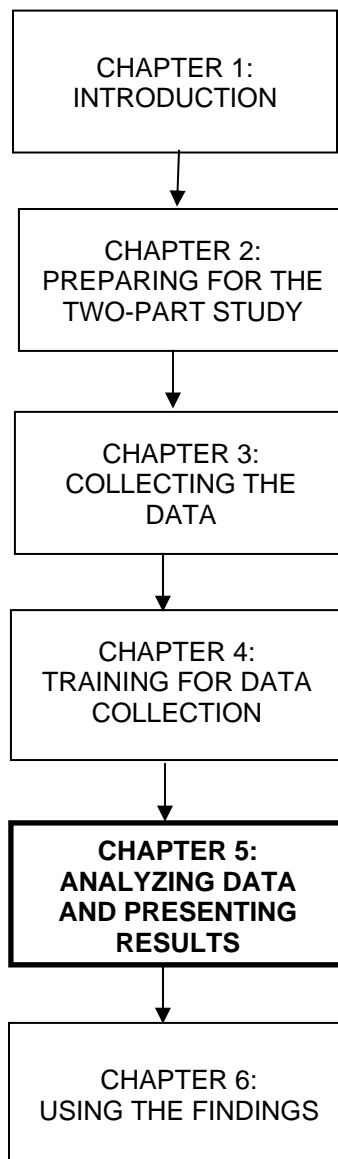 CHAPTER 1:
INTRODUCTION
CHAPTER 2:
PREPARING FOR THE
TWO-PART STUDY
CHAPTER 3:
COLLECTING THE
DATA
CHAPTER 4:
TRAINING FOR DATA
COLLECTION
CHAPTER 5:
ANALYZING DATA
AND PRESENTING
RESULTS
CHAPTER 6:
USING THE FINDINGS